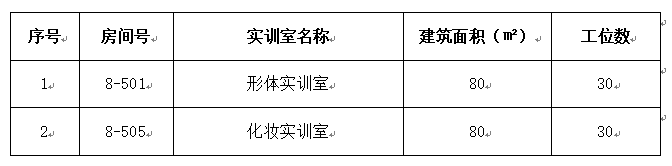 序号 房间号 实训室名称 建筑面积（㎡） 工位数
1 8-501 形体实训室 80 30
2 8-505 化妆实训室 80 30